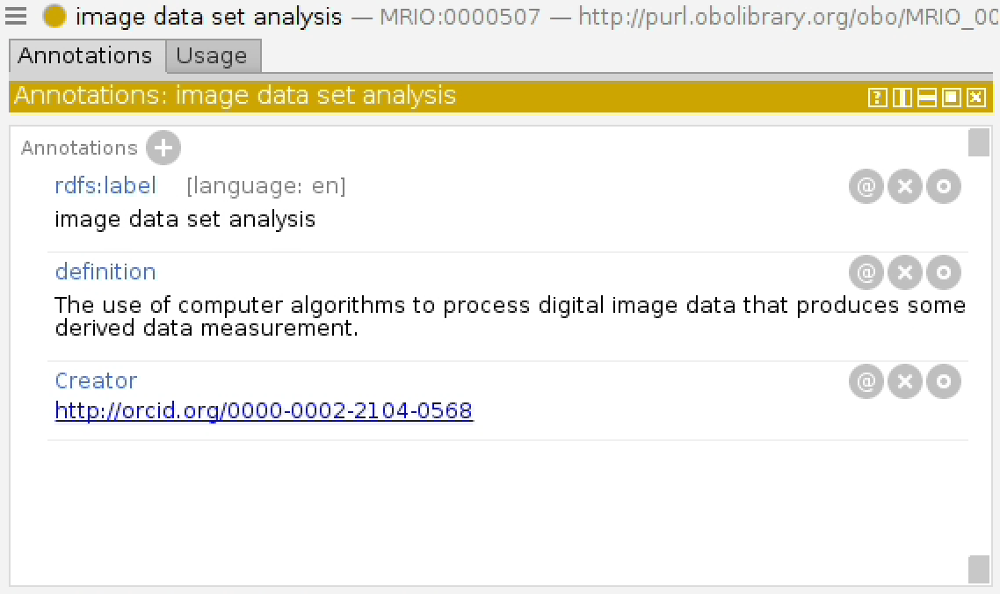 image data set analysis — MRIO:0000507 — http://purl.obolibrary.org/obo/MRIO_00
Annotations Usage
Annotations: image data set analysis
Annotations
rdfs:label [language: en]
image data set analysis
definition
The use of computer algorithms to process digital image data that produces some
derived data measurement.
Creator
http://orcid.org/0000-0002-2104-0568